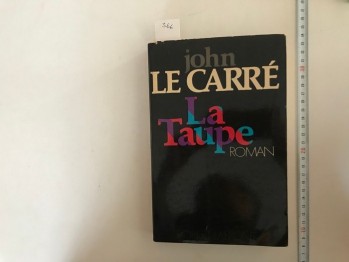 john
LE CARRÉ
La
Taupe
ROMAN